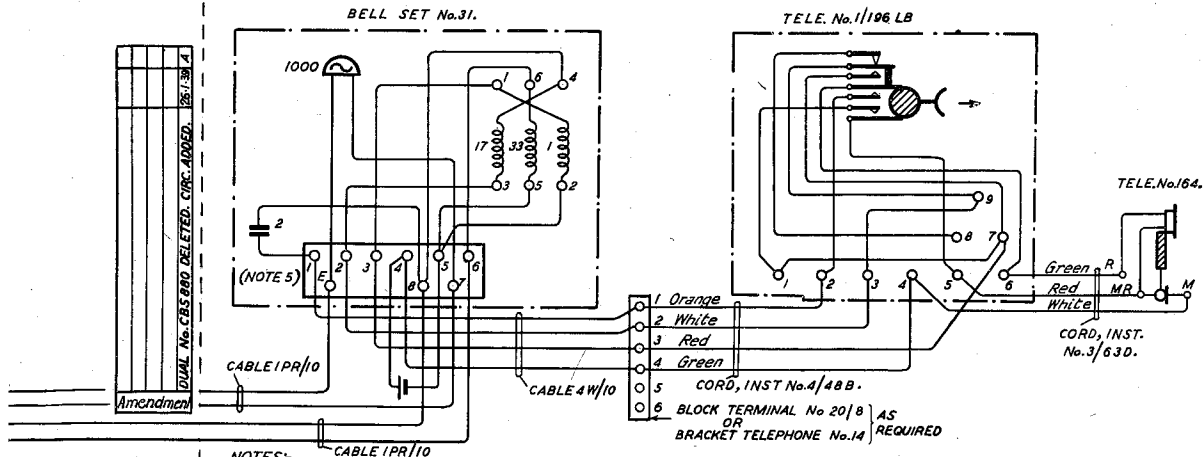 BELL SET No.31.
TELE. No.1/196 LB
1000
1 6 4
17 33 1
3 5 2
2
(NOTE 5)
1 E 2 3 4 8 5 7 6
9
8 7
1 2 3 4 5 6
TELE.No.164.
Green R
Red MR
White M
CORD, INST.
No.3/63D.
1 Orange
2 White
3 Red
4 Green
5
6
CORD, INST No.4/48B.
BLOCK TERMINAL No 20/8
OR
BRACKET TELEPHONE No.14
AS
REQUIRED
CABLE 4W/10
CABLE 1PR/10
CABLE 1PR/10
NOTES:-
DUAL No.CBS 880 DELETED. CIRC. ADDED. 26-1-39 A
Amendment